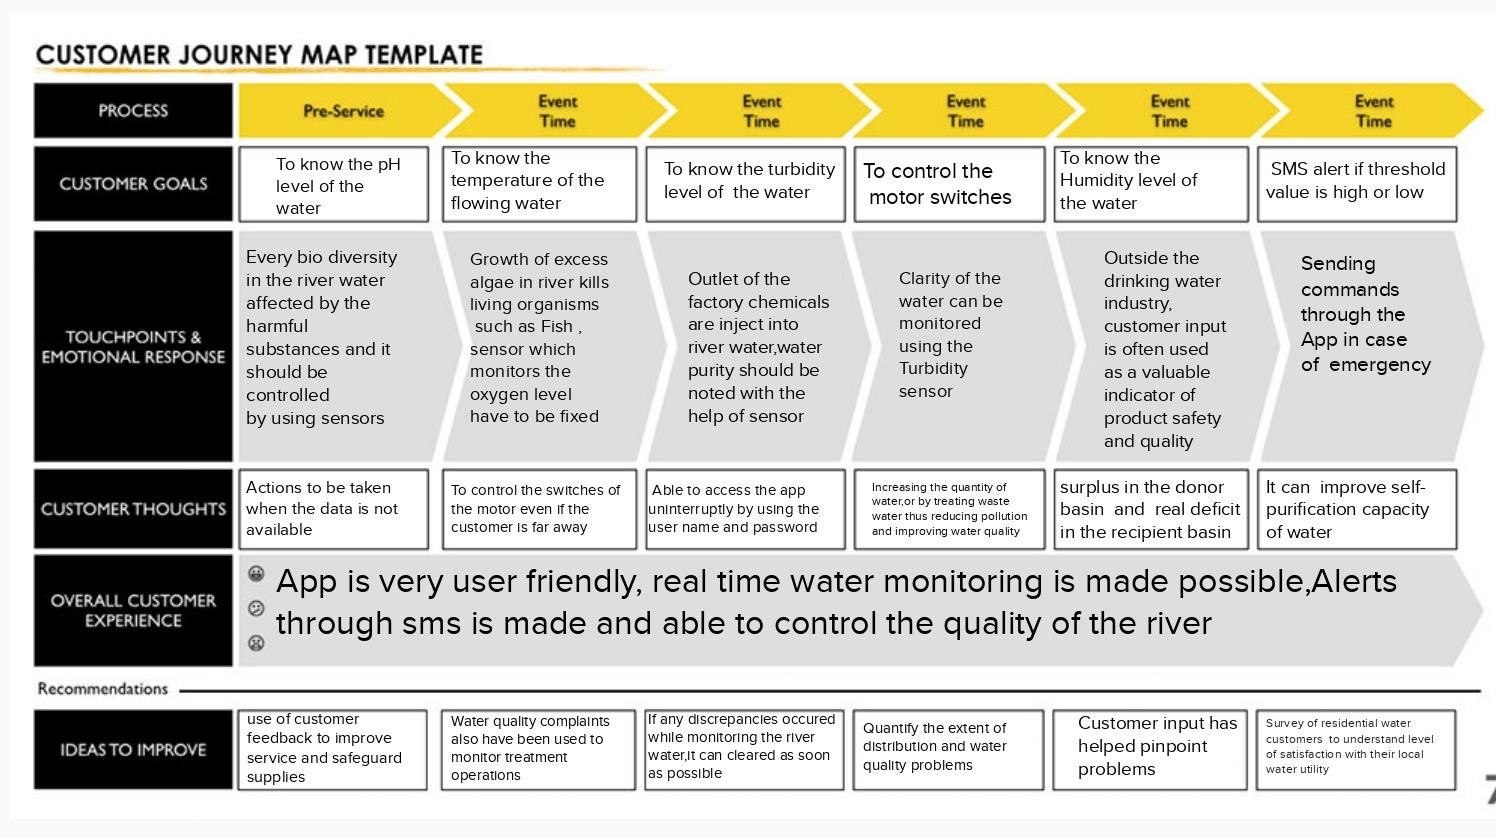 CUSTOMER JOURNEY MAP TEMPLATE
PROCESS
Pre-Service
Event
Time
Event
Time
Event
Time
Event
Time
Event
Time
CUSTOMER GOALS
To know the pH
level of the
water
To know the
temperature of the
flowing water
To know the turbidity
level of the water
To control the
motor switches
To know the
Humidity level of
the water
SMS alert if threshold
value is high or low
TOUCHPOINTS &
EMOTIONAL RESPONSE
Every bio diversity
in the river water
affected by the
harmful
substances and it
should be
controlled
by using sensors
Growth of excess
algae in river kills
living organisms
such as Fish ,
sensor which
monitors the
oxygen level
have to be fixed
Outlet of the
factory chemicals
are inject into
river water,water
purity should be
noted with the
help of sensor
Clarity of the
water can be
monitored
using the
Turbidity
sensor
Outside the
drinking water
industry,
customer input
is often used
as a valuable
indicator of
product safety
and quality
Sending
commands
through the
App in case
of emergency
CUSTOMER THOUGHTS
Actions to be taken
when the data is not
available
To control the switches of
the motor even if the
customer is far away
Able to access the app
uninterruptly by using the
user name and password
Increasing the quantity of
water,or by treating waste
water thus reducing pollution
and improving water quality
surplus in the donor
basin and real deficit
in the recipient basin
It can improve self-
purification capacity
of water
OVERALL CUSTOMER
EXPERIENCE
App is very user friendly, real time water monitoring is made possible,Alerts
through sms is made and able to control the quality of the river
Recommendations
IDEAS TO IMPROVE
use of customer
feedback to improve
service and safeguard
supplies
Water quality complaints
also have been used to
monitor treatment
operations
If any discrepancies occured
while monitoring the river
water,it can cleared as soon
as possible
Quantify the extent of
distribution and water
quality problems
Customer input has
helped pinpoint
problems
Survey of residential water
customers to understand level
of satisfaction with their local
water utility